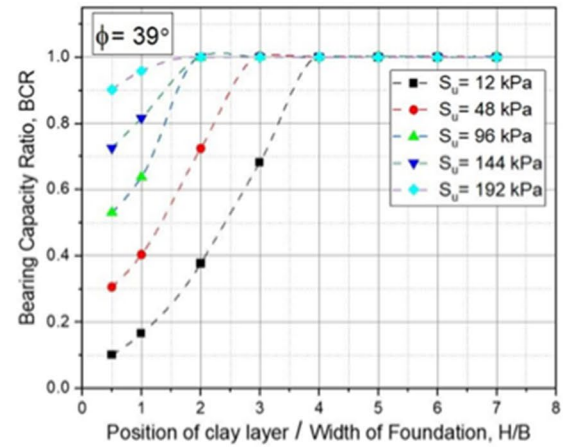 ϕ= 39°
1.0
0.8
0.6
0.4
0.2
0.0
Bearing Capacity Ratio, BCR
Su= 12 kPa
Su= 48 kPa
Su= 96 kPa
Su= 144 kPa
Su= 192 kPa
0 1 2 3 4 5 6 7 8
Position of clay layer / Width of Foundation, H/B